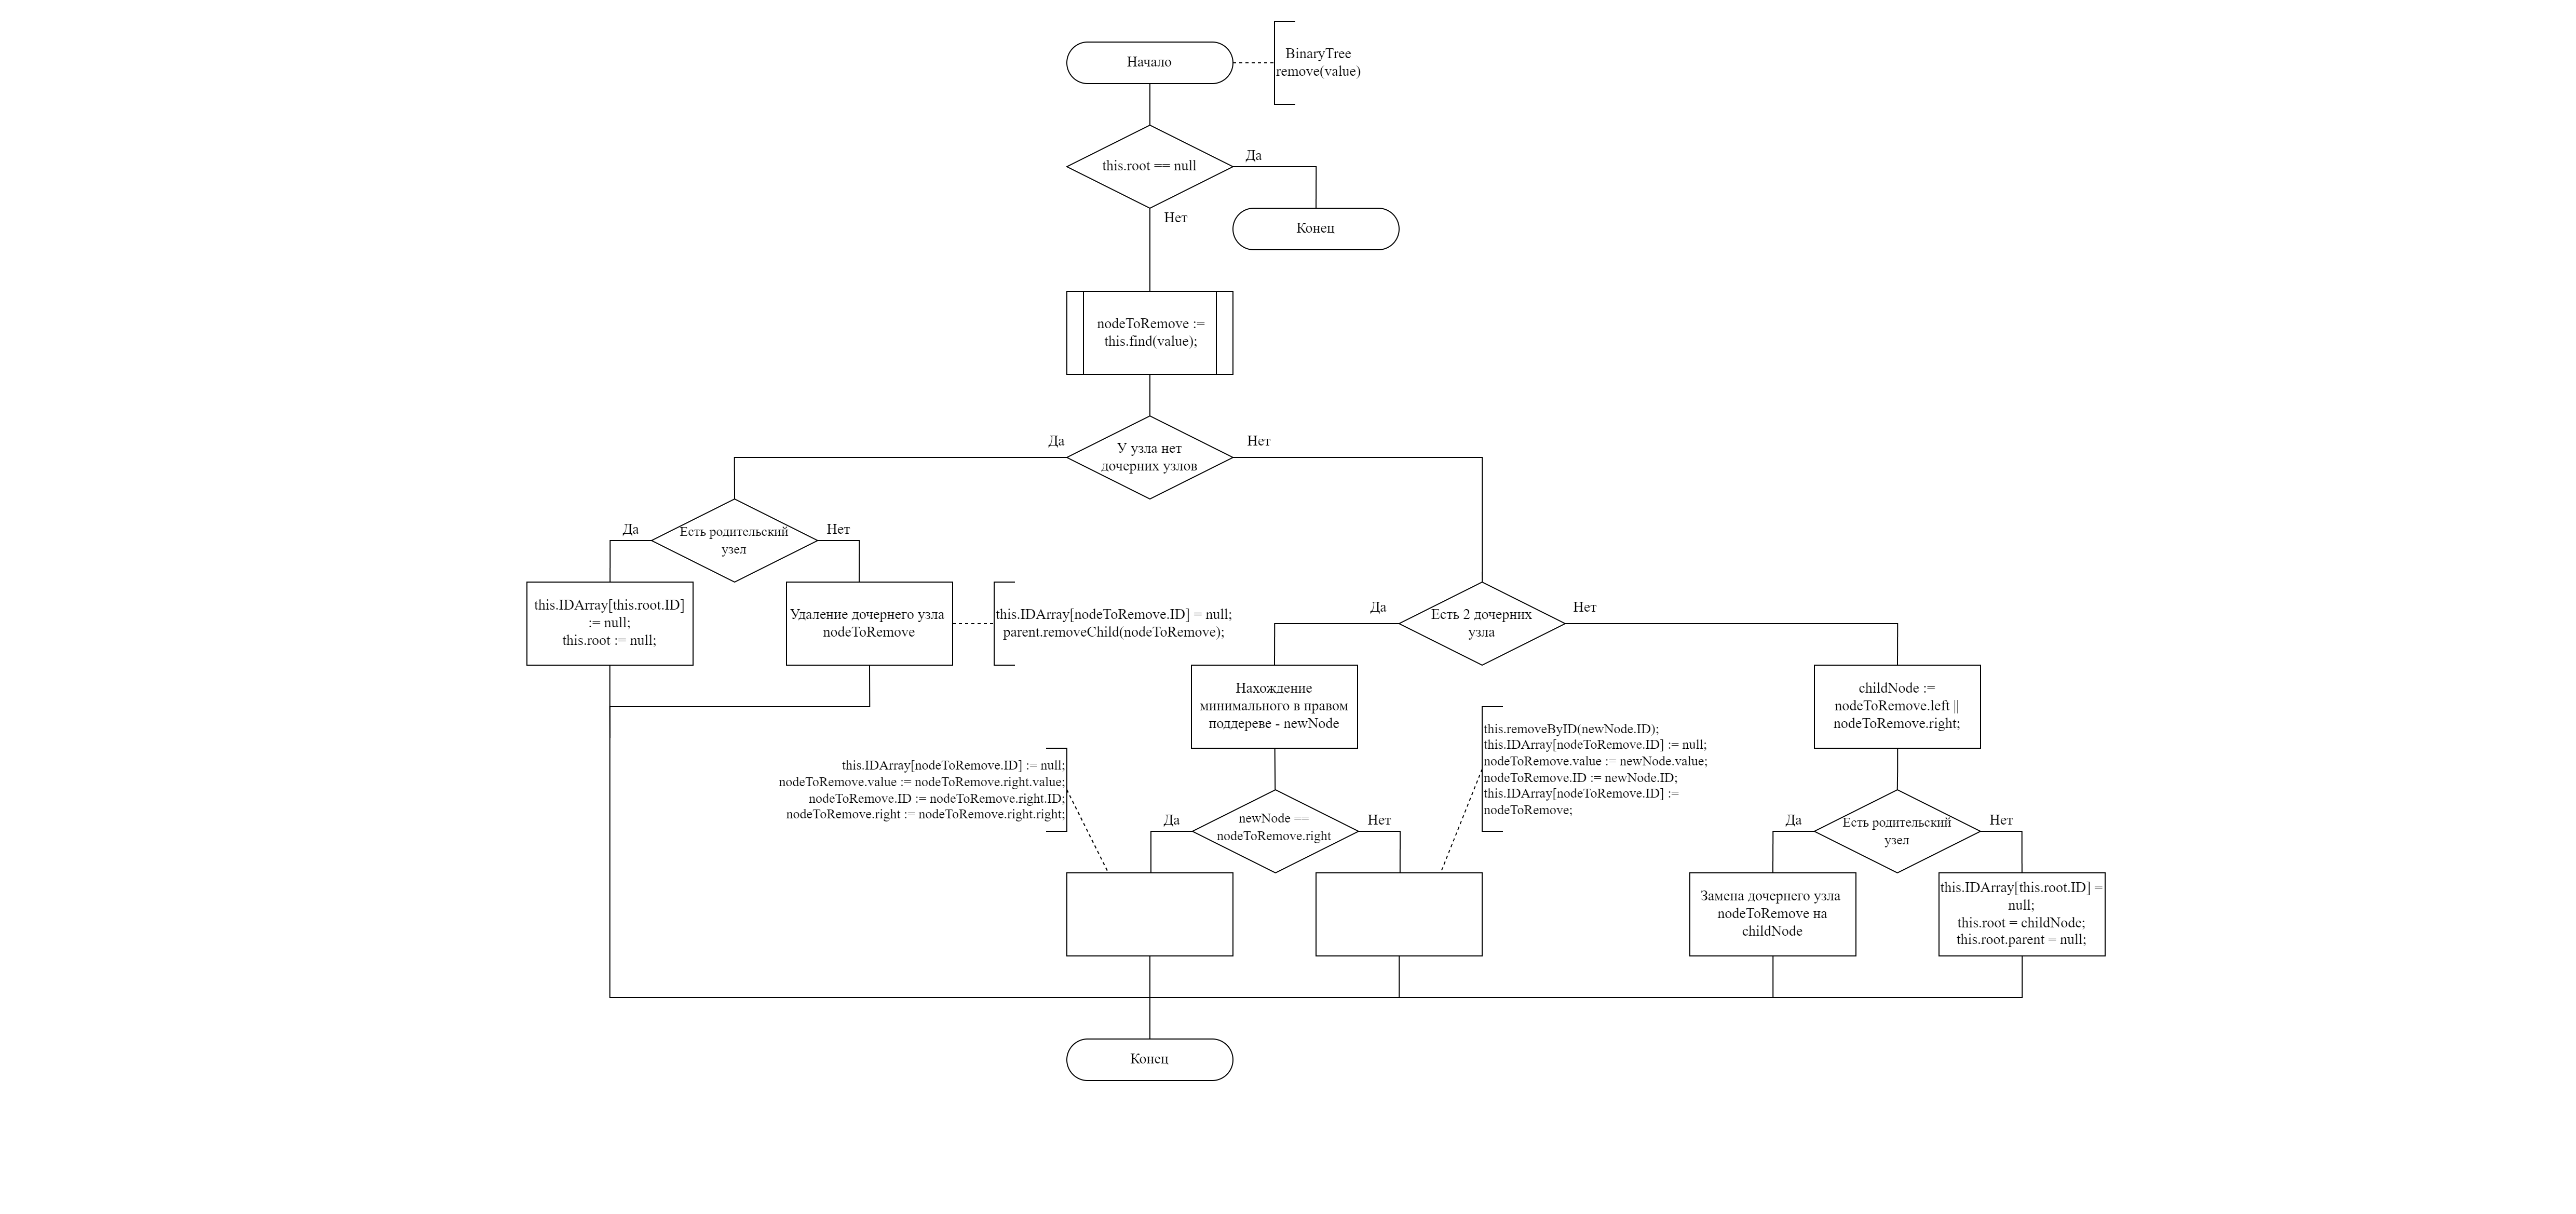 Начало
BinaryTree
remove(value)
this.root == null
Да
Нет
Конец
nodeToRemove :=
this.find(value);
У узла нет
дочерних узлов
Да
Нет
Есть родительский
узел
Да
Нет
this.IDArray[this.root.ID]
:= null;
this.root := null;
Удаление дочернего узла
nodeToRemove
this.IDArray[nodeToRemove.ID] = null;
parent.removeChild(nodeToRemove);
Есть 2 дочерних
узла
Да
Нет
Нахождение
минимального в правом
поддереве - newNode
childNode :=
nodeToRemove.left ||
nodeToRemove.right;
this.IDArray[nodeToRemove.ID] := null;
nodeToRemove.value := nodeToRemove.right.value;
nodeToRemove.ID := nodeToRemove.right.ID;
nodeToRemove.right := nodeToRemove.right.right;
this.removeByID(newNode.ID);
this.IDArray[nodeToRemove.ID] := null;
nodeToRemove.value := newNode.value;
nodeToRemove.ID := newNode.ID;
this.IDArray[nodeToRemove.ID] :=
nodeToRemove;
newNode ==
nodeToRemove.right
Да
Нет
Есть родительский
узел
Да
Нет
Замена дочернего узла
nodeToRemove на
childNode
this.IDArray[this.root.ID] =
null;
this.root = childNode;
this.root.parent = null;
Конец